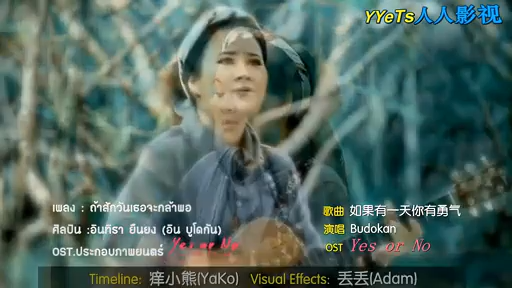 YYeTs人人影视
เพลง : ถ้าสักวันเธอจะกล้าพอ
ศิลปิน :อินทิรา ยืนยง (อิน บูโดกัน)
OST.ประกอบภาพยนตร์ Yes or No
歌曲 如果有一天你有勇气
演唱 Budokan
OST Yes or No
Timeline: 痒小熊(YaKo) Visual Effects: 丢丢(Adam)